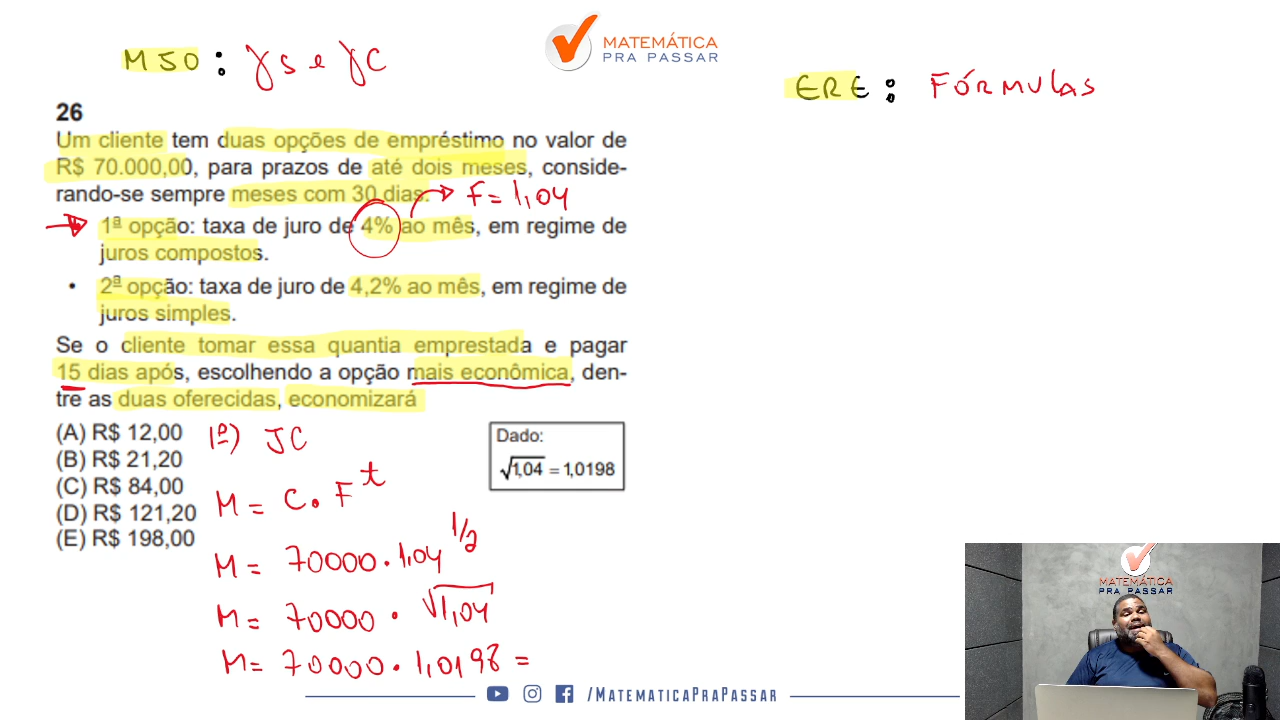 M50 : JS e JC
MATEMÁTICA
PRA PASSAR
ERE : FÓRMULAS
26
Um cliente tem duas opções de empréstimo no valor de
R$ 70.000,00, para prazos de até dois meses, conside-
rando-se sempre meses com 30 dias.
F = 1,04
1ª opção: taxa de juro de 4% ao mês, em regime de
juros compostos.
• 2ª opção: taxa de juro de 4,2% ao mês, em regime de
juros simples.
Se o cliente tomar essa quantia emprestada e pagar
15 dias após, escolhendo a opção mais econômica, den-
tre as duas oferecidas, economizará
(A) R$ 12,00
(B) R$ 21,20
(C) R$ 84,00
(D) R$ 121,20
(E) R$ 198,00
Dado:
√1,04 = 1,0198
1º) JC
M = C . F^t
M = 70000 . 1,04^1/2
M = 70000 . √1,04
M = 70000 . 1,0198 =
MATEMÁTICA
PRA PASSAR
/MATEMATICAPRAPASSAR